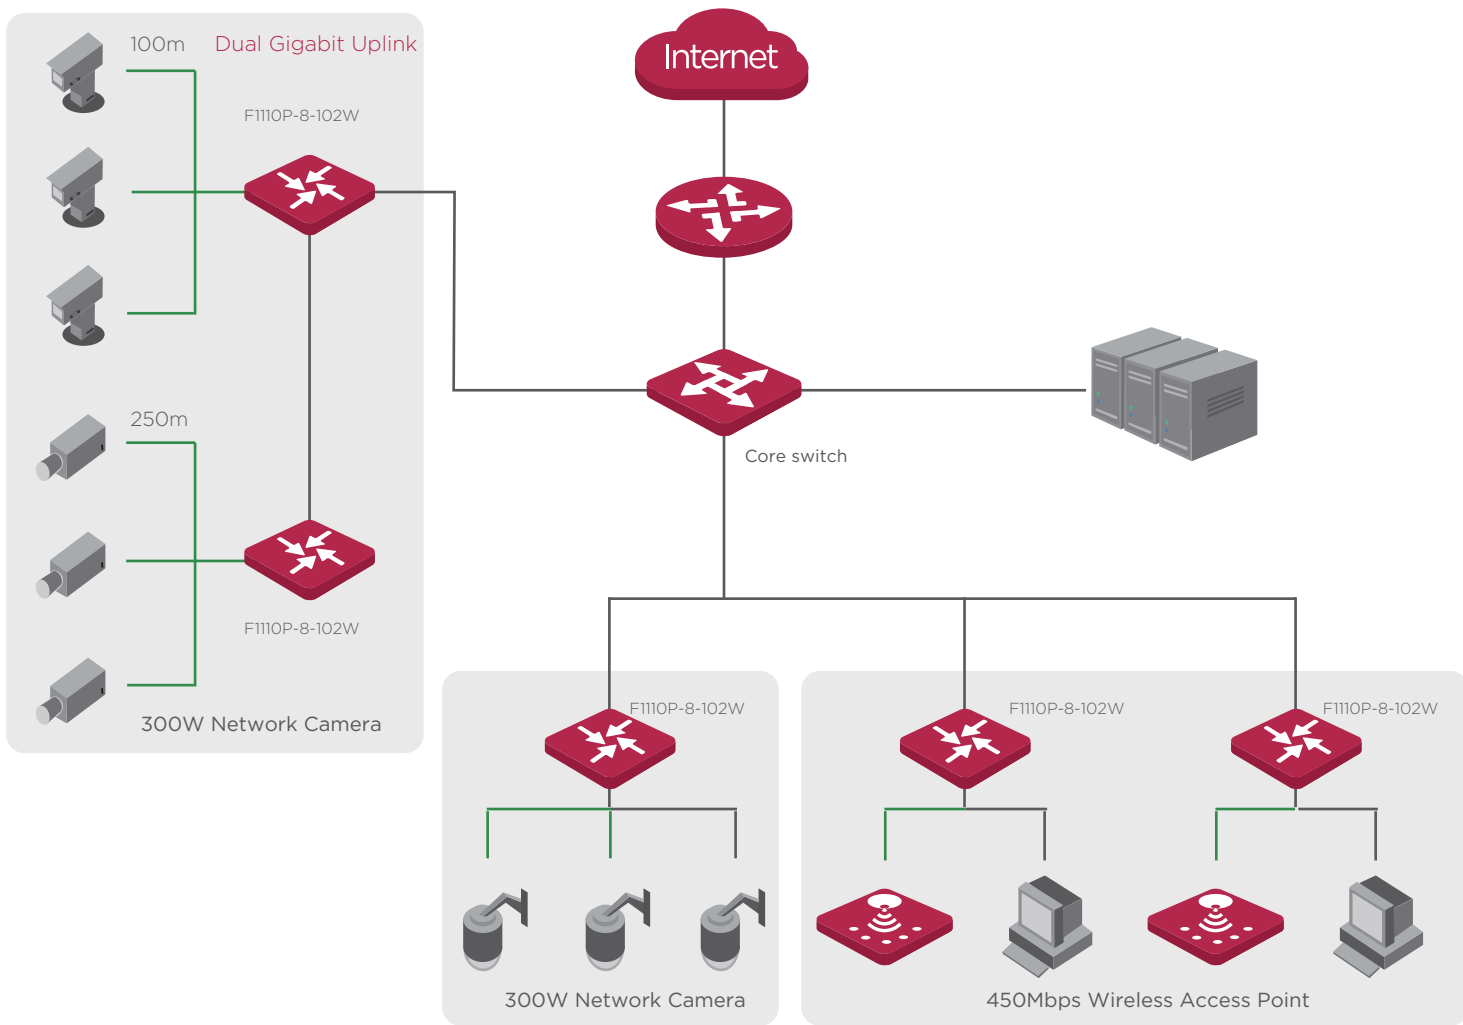 100m
Dual Gigabit Uplink
Internet
F1110P-8-102W
250m
Core switch
F1110P-8-102W
300W Network Camera
F1110P-8-102W
F1110P-8-102W
F1110P-8-102W
300W Network Camera
450Mbps Wireless Access Point